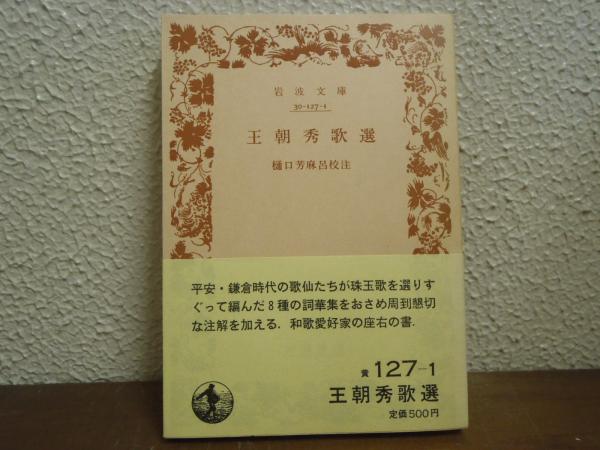 岩波文庫
30-127-1
王朝秀歌選
樋口芳麻呂校注
平安・鎌倉時代の歌仙たちが珠玉歌を選りす
ぐって編んだ8種の詞華集をおさめ周到懇切
な注解を加える．和歌愛好家の座右の書．
黄 127-1
王朝秀歌選
定価500円